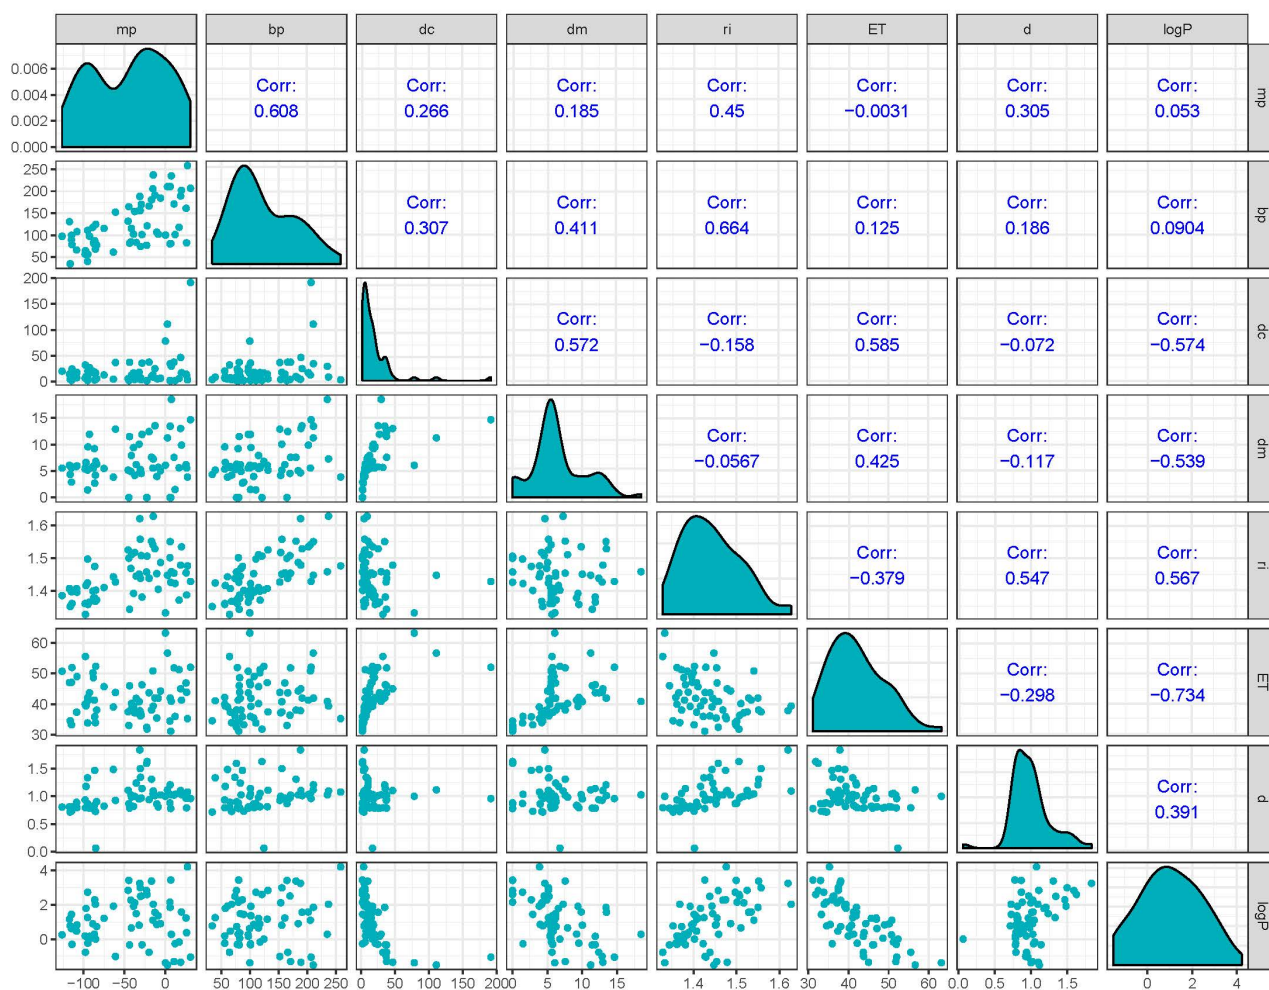 mp bp dc dm ri ET d logP
0.006
0.004
0.002
0.000
Corr:
0.608
Corr:
0.266
Corr:
0.185
Corr:
0.45
Corr:
−0.0031
Corr:
0.305
Corr:
0.053
mp
250
200
150
100
50
Corr:
0.307
Corr:
0.411
Corr:
0.664
Corr:
0.125
Corr:
0.186
Corr:
0.0904
bp
200
150
100
50
0
Corr:
0.572
Corr:
−0.158
Corr:
0.585
Corr:
−0.072
Corr:
−0.574
dc
15
10
5
0
Corr:
−0.0567
Corr:
0.425
Corr:
−0.117
Corr:
−0.539
dm
1.6
1.5
1.4
Corr:
−0.379
Corr:
0.547
Corr:
0.567
ri
60
50
40
30
Corr:
−0.298
Corr:
−0.734
ET
1.5
1.0
0.5
0.0
Corr:
0.391
d
4
2
0
logP
−100 −50 0 50 100 150 200 250 0 50 100 150 200 0 5 10 15 1.4 1.5 1.6 30 40 50 60 0.0 0.5 1.0 1.5 0 2 4